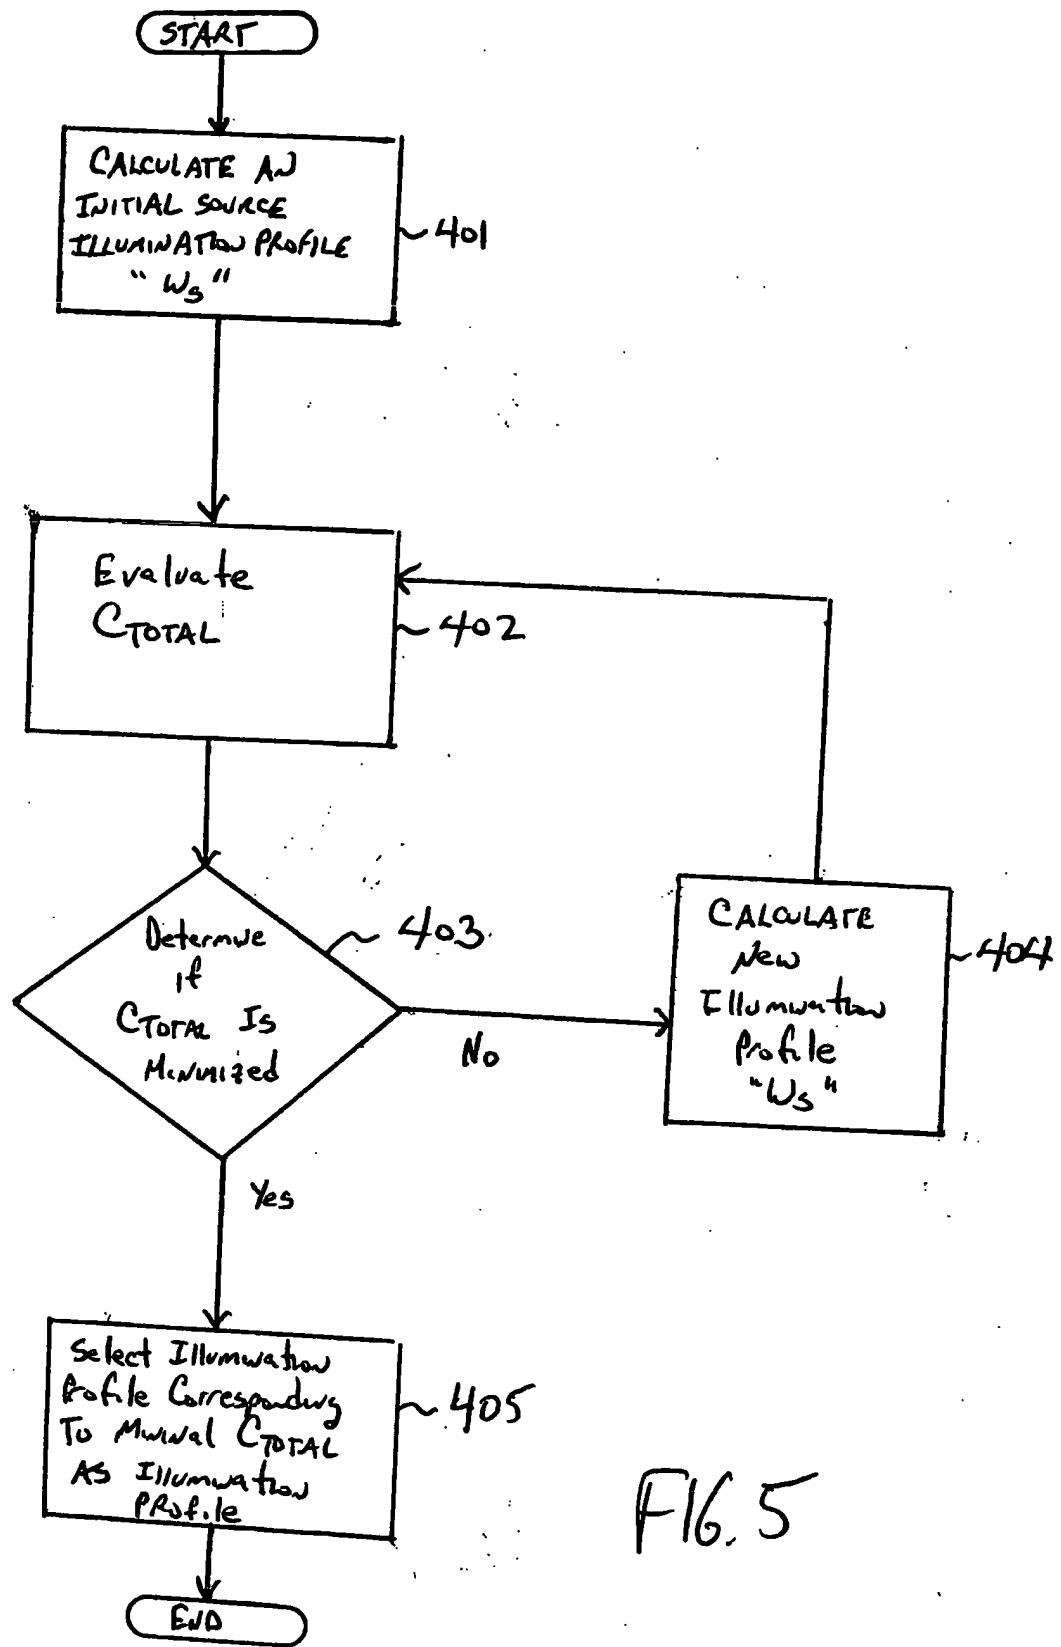 START
CALCULATE AN
INITIAL SOURCE
ILLUMINATION PROFILE
"Ws"
401
Evaluate
CTOTAL
402
Determine
if
CTOTAL Is
Minimized
403
No
CALCULATE
New
Illumination
Profile
"Ws"
404
Yes
Select Illumination
Profile Corresponding
To Minimal CTOTAL
AS Illumination
PROfile
405
END
FIG. 5